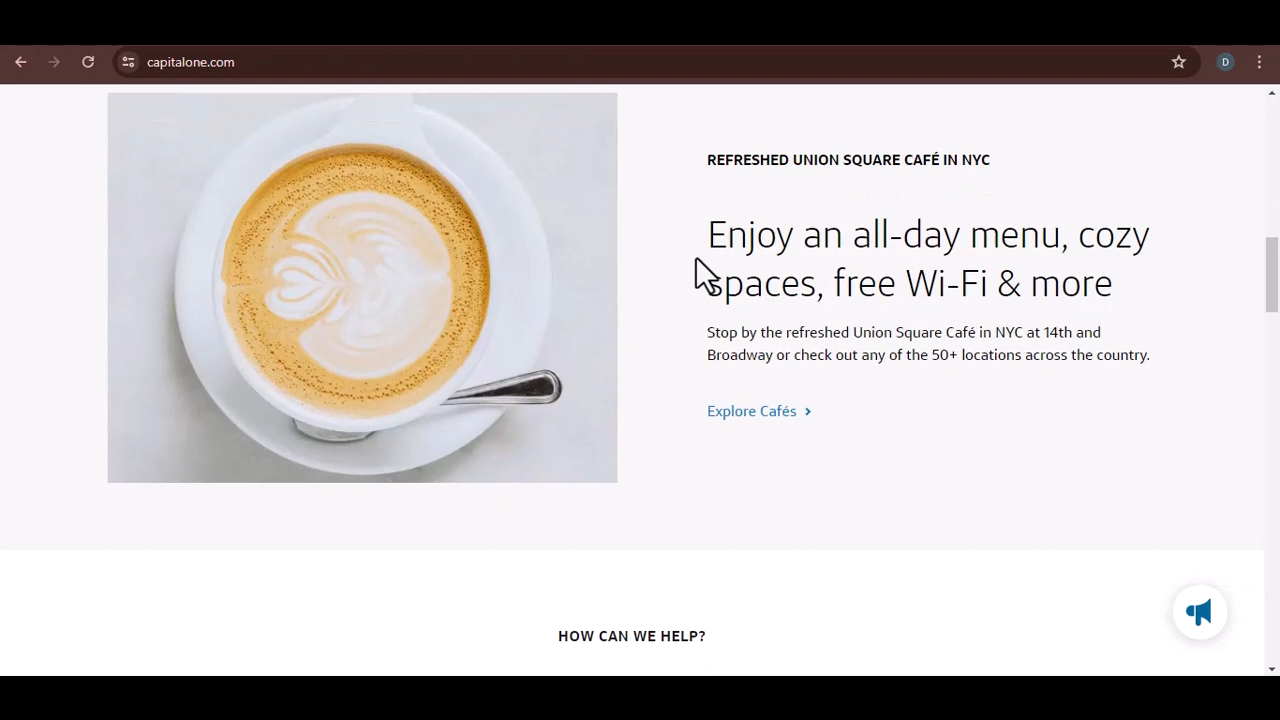 capitalone.com
D
REFRESHED UNION SQUARE CAFÉ IN NYC
Enjoy an all-day menu, cozy
spaces, free Wi-Fi & more
Stop by the refreshed Union Square Café in NYC at 14th and
Broadway or check out any of the 50+ locations across the country.
Explore Cafés
HOW CAN WE HELP?